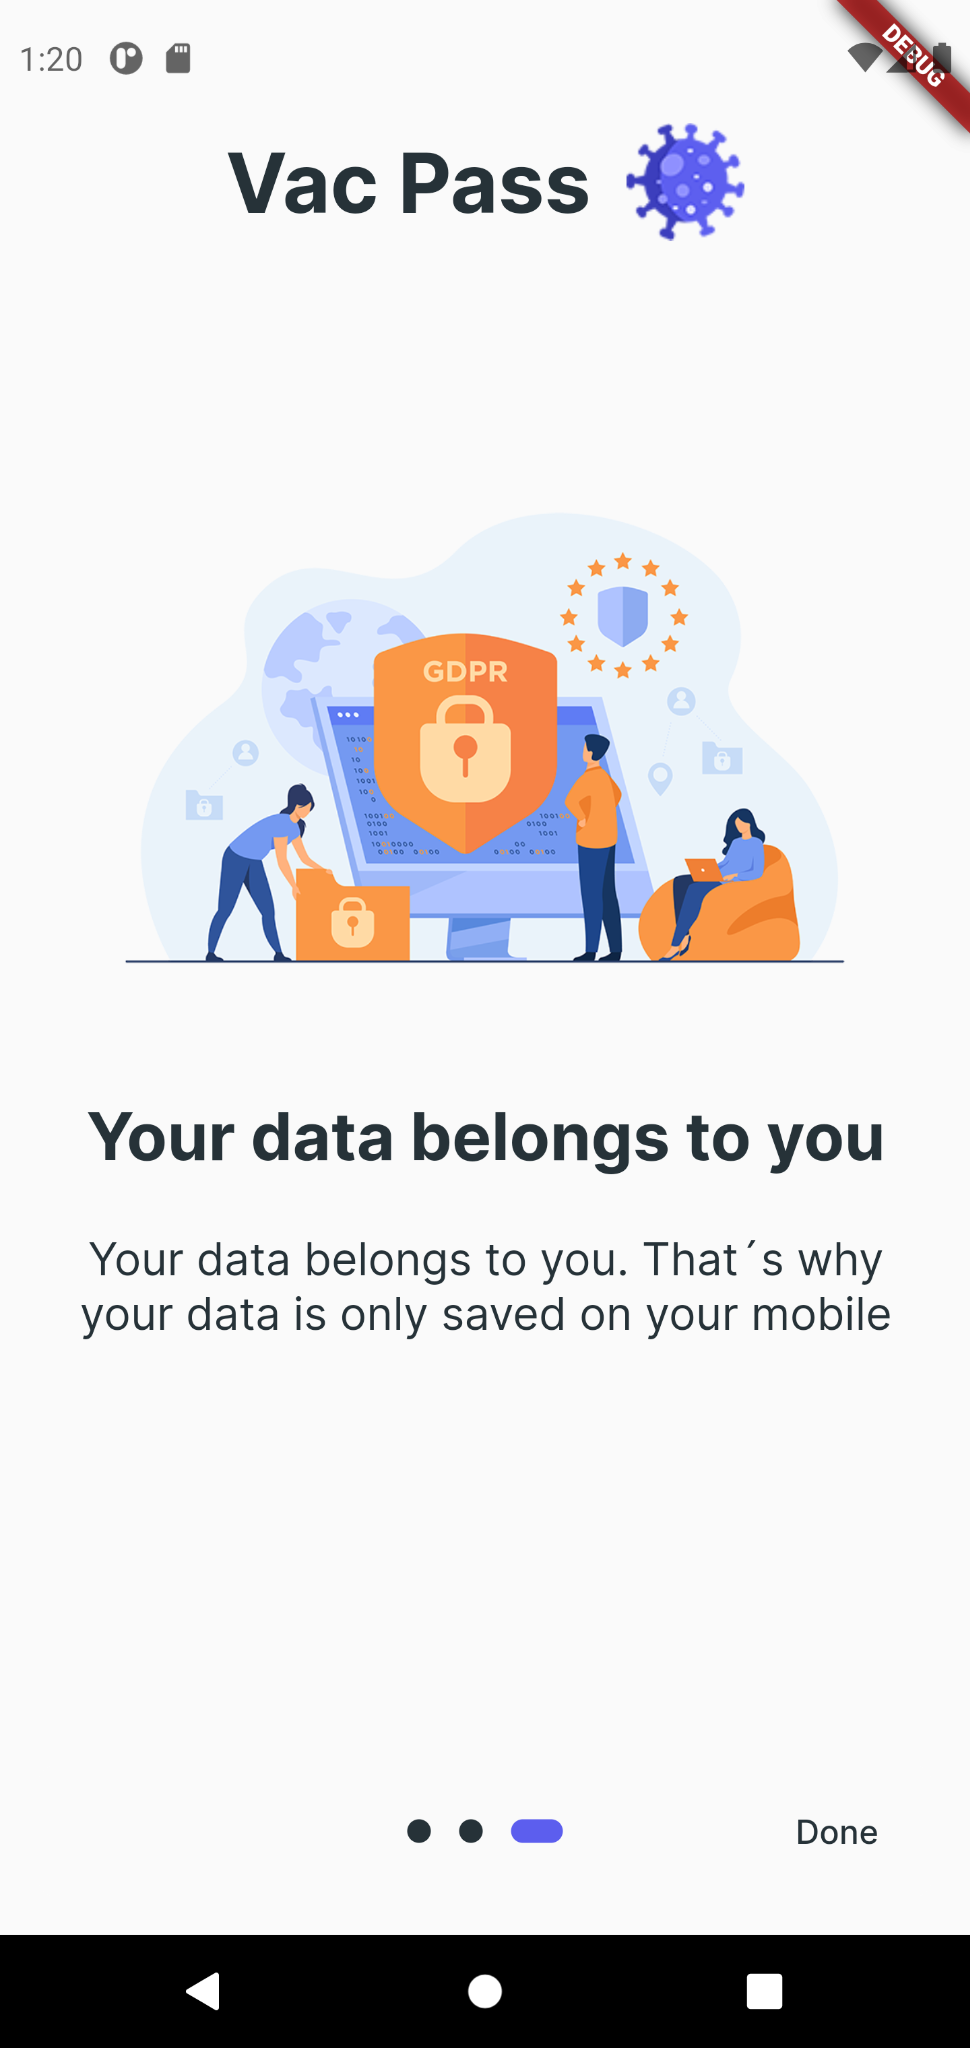 1:20
DEBUG
Vac Pass
GDPR
Your data belongs to you
Your data belongs to you. That´s why
your data is only saved on your mobile
Done